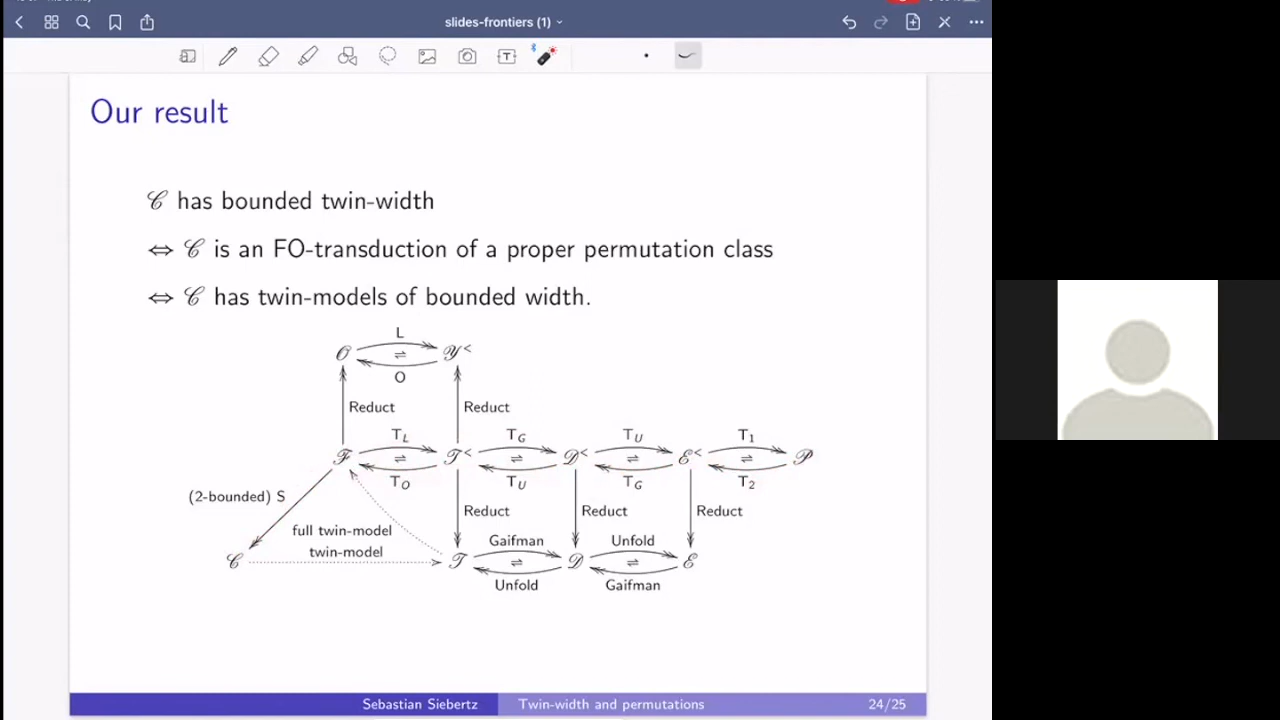 slides-frontiers (1)
Our result
𝒞 has bounded twin-width
⇔ 𝒞 is an FO-transduction of a proper permutation class
⇔ 𝒞 has twin-models of bounded width.
L
𝒪 ⇌ 𝒴<
O
Reduct Reduct
T_L T_G T_U T_1
ℱ ⇌ 𝒯< ⇌ 𝒟< ⇌ ℰ< ⇌ 𝒫
T_O T_U T_G T_2
(2-bounded) S
Reduct Reduct Reduct
full twin-model
Gaifman Unfold
twin-model
𝒞 𝒯 ⇌ 𝒟 ⇌ ℰ
Unfold Gaifman
Sebastian Siebertz Twin-width and permutations 24/25